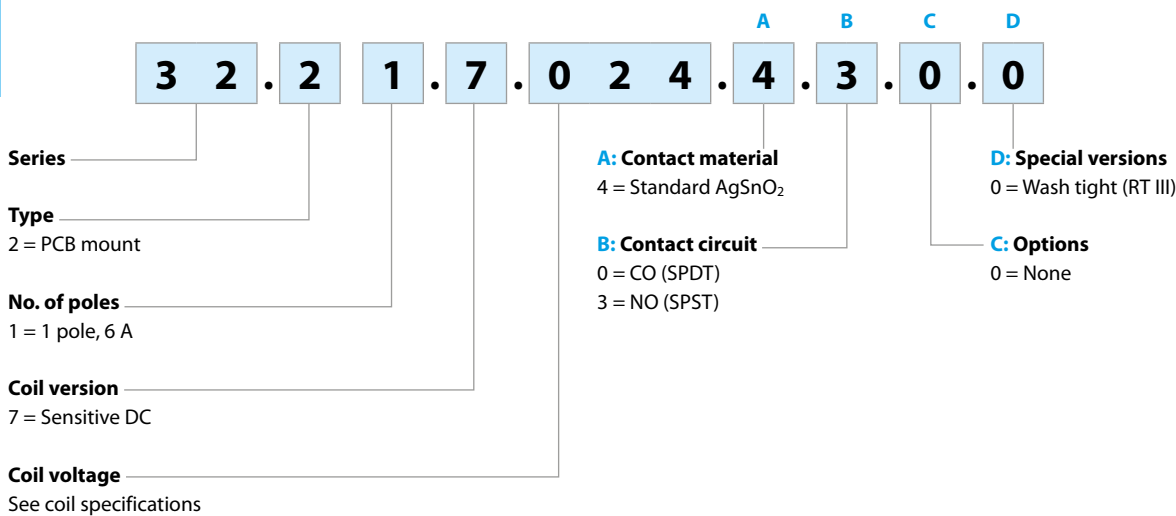 A B C D
3 2 . 2 1 . 7 . 0 2 4 . 4 . 3 . 0 . 0
Series
Type
2 = PCB mount
No. of poles
1 = 1 pole, 6 A
Coil version
7 = Sensitive DC
Coil voltage
See coil specifications
A: Contact material
4 = Standard AgSnO₂
B: Contact circuit
0 = CO (SPDT)
3 = NO (SPST)
D: Special versions
0 = Wash tight (RT III)
C: Options
0 = None